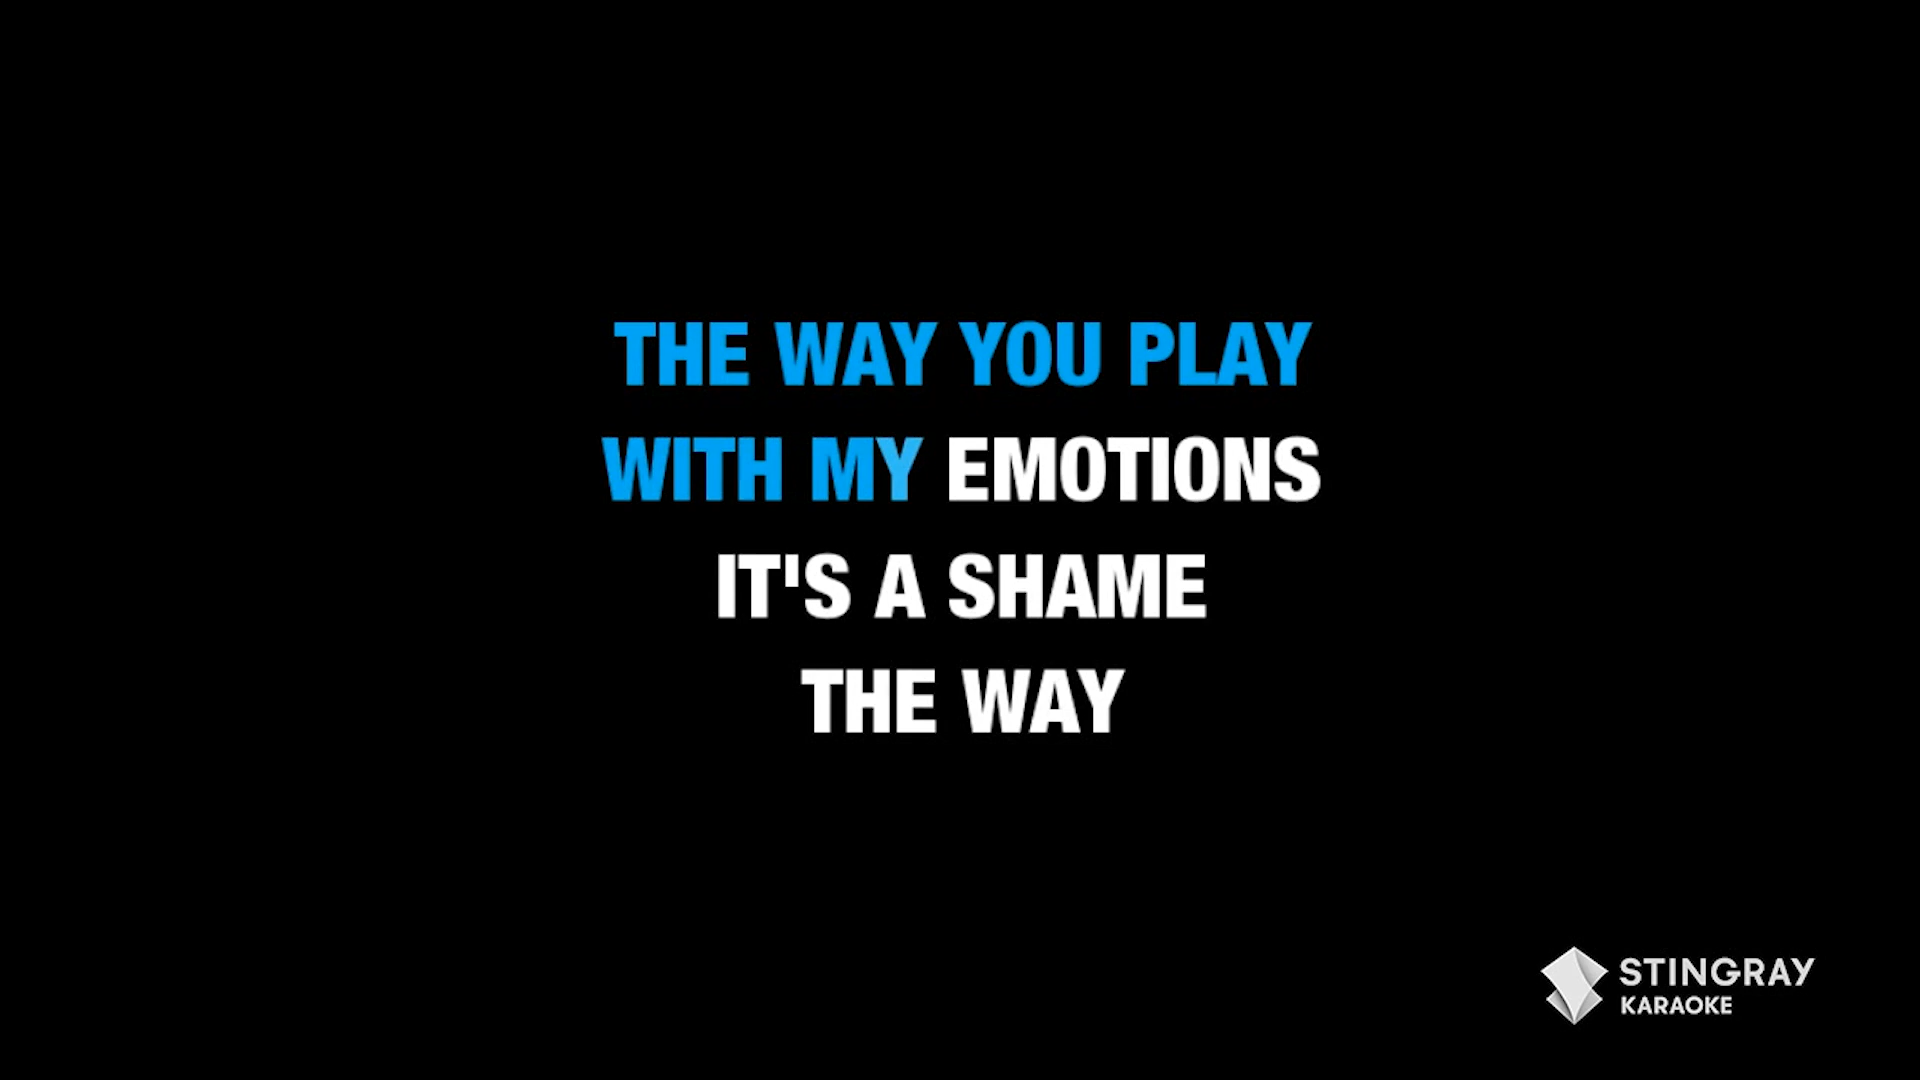 THE WAY YOU PLAY
WITH MY EMOTIONS
IT'S A SHAME
THE WAY
STINGRAY
KARAOKE